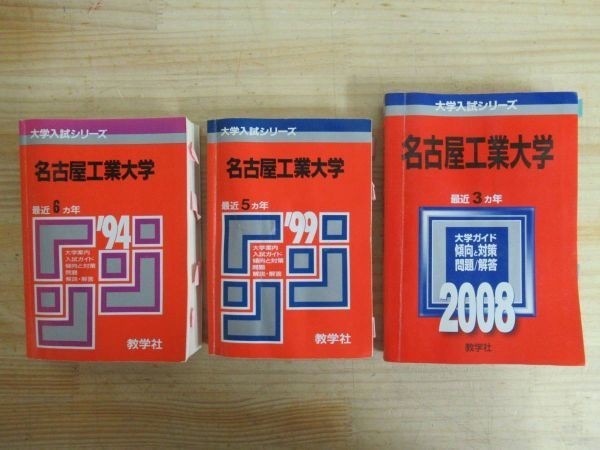 大学入試シリーズ
名古屋工業大学
最近6ヵ年
'94
大学案内
入試ガイド
傾向と対策
問題
解説・解答
教学社
大学入試シリーズ
名古屋工業大学
最近5ヵ年
'99
大学案内
入試ガイド
傾向と対策
問題
解説・解答
教学社
大学入試シリーズ
名古屋工業大学
最近3ヵ年
大学ガイド
傾向と対策
問題/解答
2008
教学社